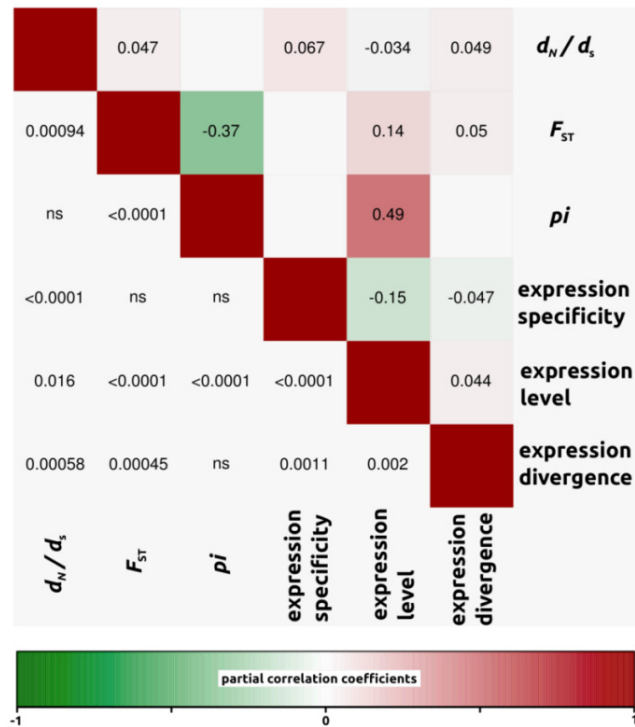 0.047 0.067 -0.034 0.049 dN/ds
0.00094 -0.37 0.14 0.05 FST
ns <0.0001 0.49 pi
<0.0001 ns ns -0.15 -0.047 expression
specificity
0.016 <0.0001 <0.0001 <0.0001 0.044 expression
level
0.00058 0.00045 ns 0.0011 0.002 expression
divergence
dN/ds
FST
pi
expression
specificity
expression
level
expression
divergence
partial correlation coefficients
-1 0 1